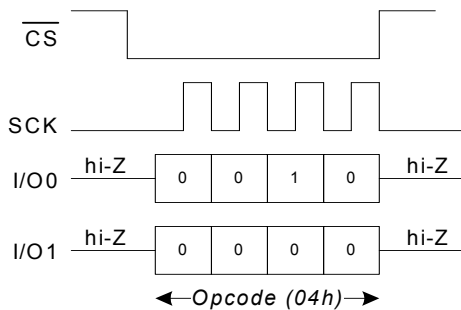 CS
SCK
hi-Z 0 0 1 0 hi-Z
I/O0
hi-Z 0 0 0 0 hi-Z
I/O1
Opcode (04h)